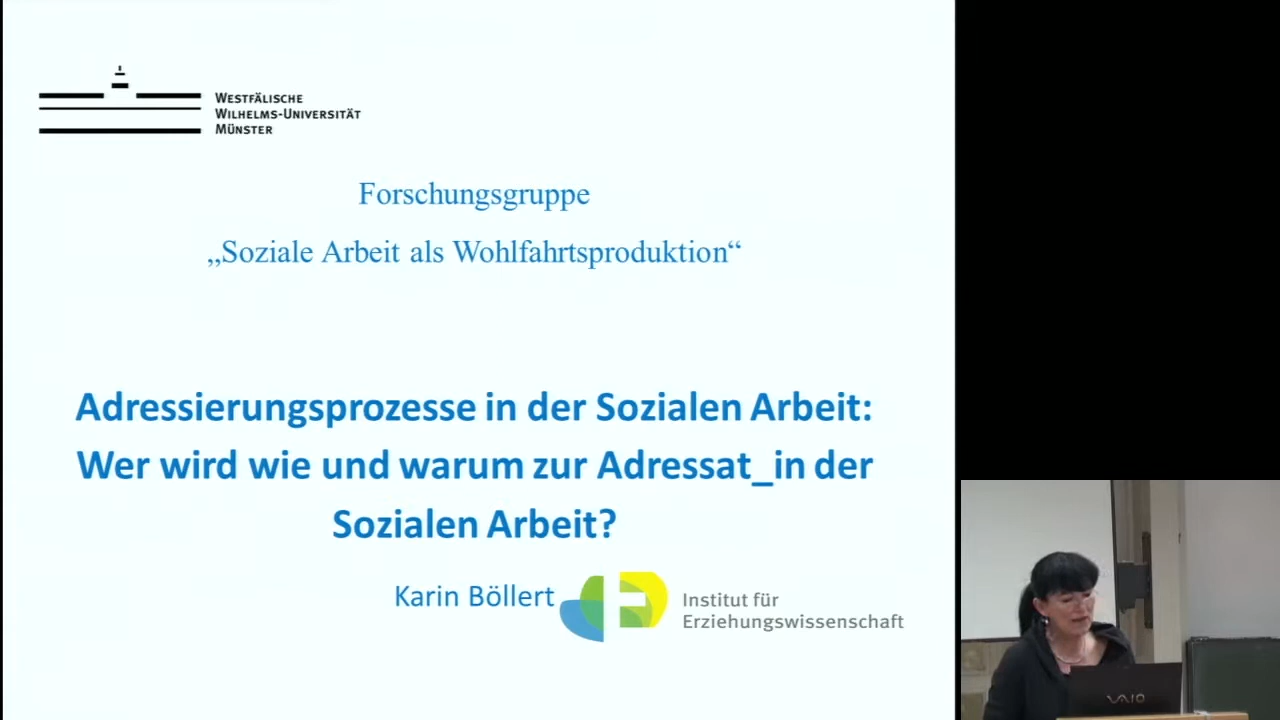 WESTFÄLISCHE
WILHELMS-UNIVERSITÄT
MÜNSTER
Forschungsgruppe
„Soziale Arbeit als Wohlfahrtsproduktion“
Adressierungsprozesse in der Sozialen Arbeit:
Wer wird wie und warum zur Adressat_in der
Sozialen Arbeit?
Karin Böllert
Institut für
Erziehungswissenschaft
VAIO